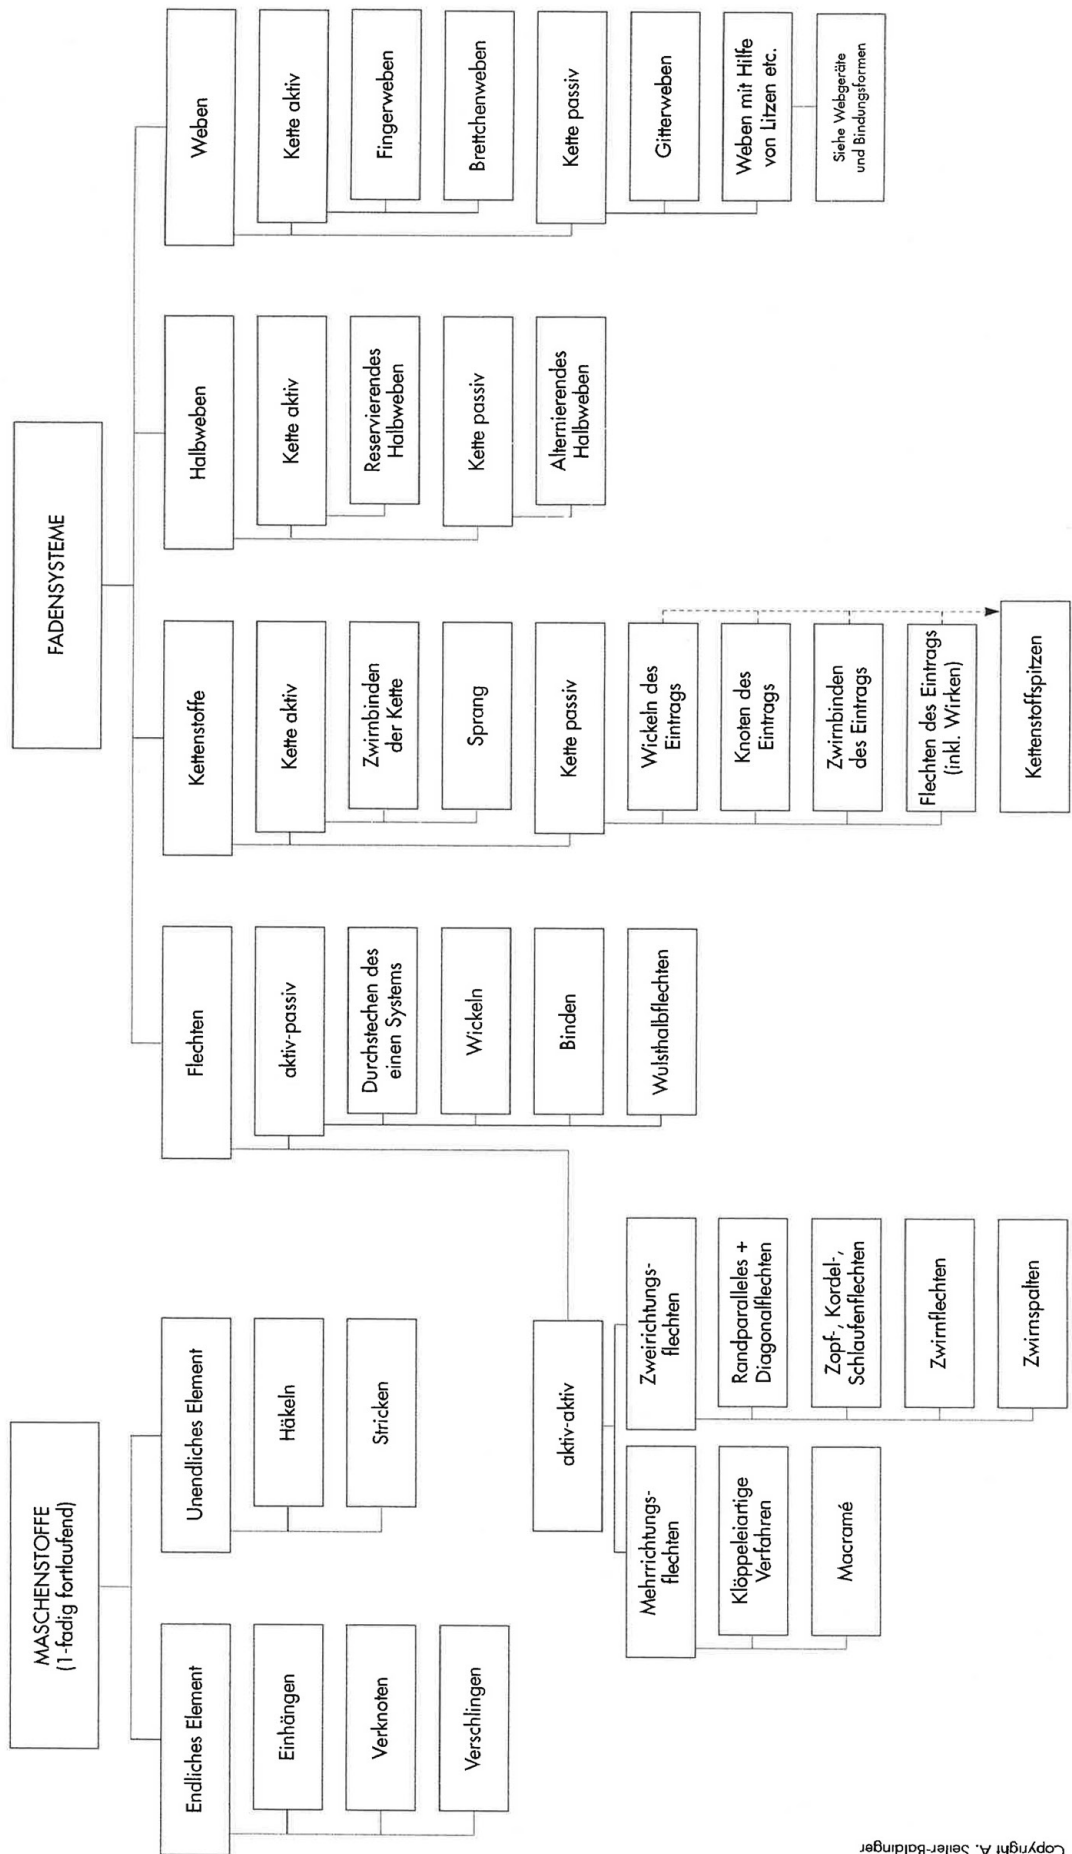 MASCHENSTOFFE
(1-fadig fortlaufend)
Endliches Element
Einhängen
Verknoten
Verschlingen
Unendliches Element
Häkeln
Stricken
FADENSYSTEME
Flechten
aktiv-passiv
Durchstechen des
einen Systems
Wickeln
Binden
Wulsthalbflechten
aktiv-aktiv
Mehrrichtungs-
flechten
Klöppeleiartige
Verfahren
Macramé
Zweirichtungs-
flechten
Randparalleles +
Diagonalflechten
Zopf-, Kordel-,
Schlaufenflechten
Zwirnflechten
Zwirnspalten
Kettenstoffe
Kette aktiv
Zwirnbinden
der Kette
Sprang
Kette passiv
Wickeln des
Eintrags
Knoten des
Eintrags
Zwirnbinden
des Eintrags
Flechten des Eintrags
(inkl. Wirken)
Kettenstoffspitzen
Halbweben
Kette aktiv
Reservierendes
Halbweben
Kette passiv
Alternierendes
Halbweben
Weben
Kette aktiv
Fingerweben
Brettchenweben
Kette passiv
Gitterweben
Weben mit Hilfe
von Litzen etc.
Siehe Webgeräte
und Bindungsformen
Copyright A. Seiler-Baldinger